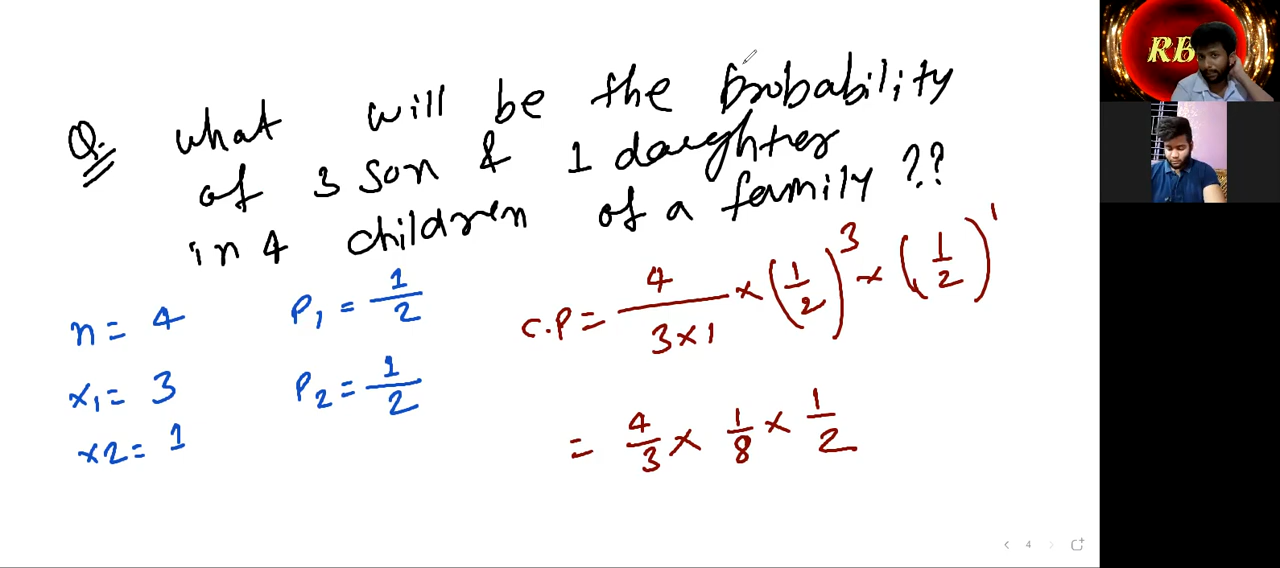 Q. what will be the Probability
of 3 son & 1 daughter
in 4 children of a family ??
n = 4 P1 = 1/2
x1 = 3 P2 = 1/2
x2 = 1
C.P = 4/(3 × 1) × (1/2)^3 × (1/2)^1
= 4/3 × 1/8 × 1/2
RB
4